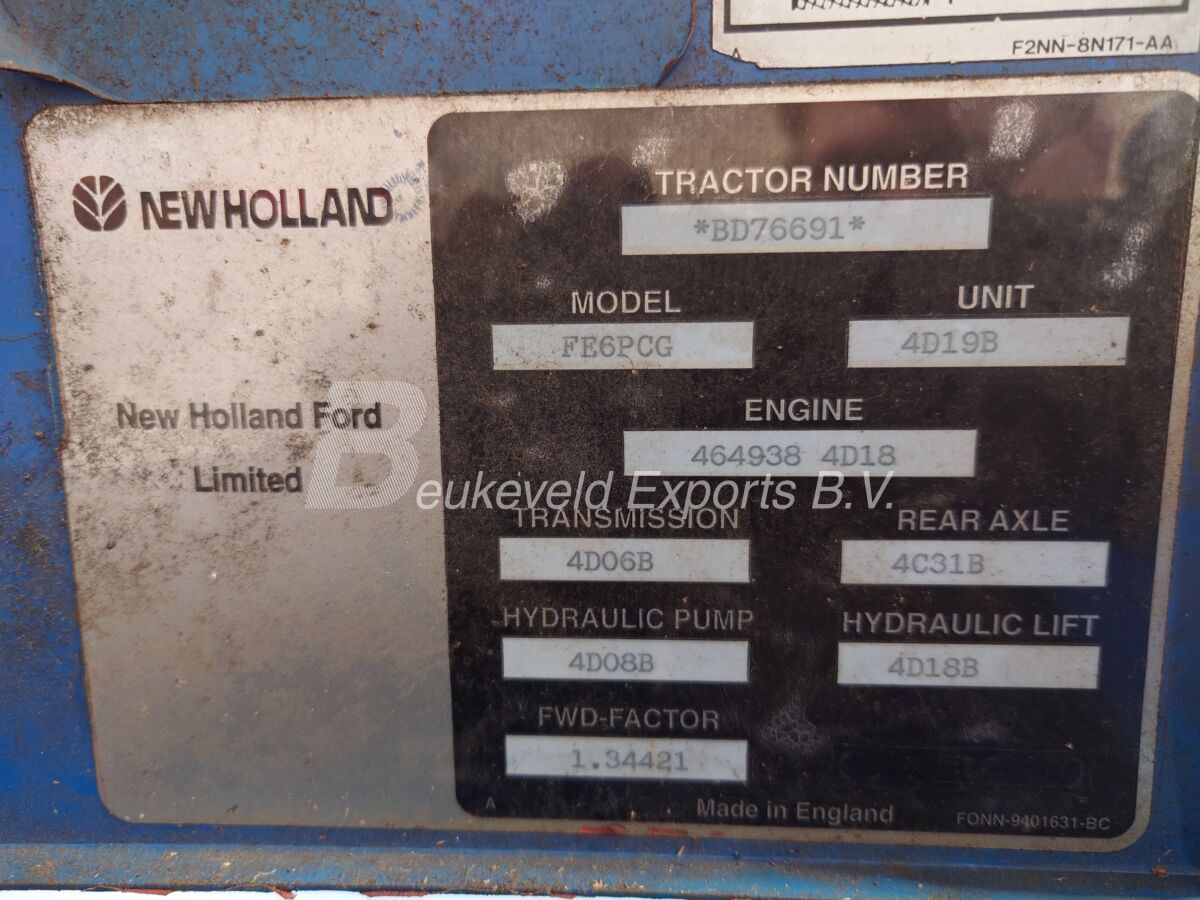 A
F2NN-8N171-AA
NEW HOLLAND
TRACTOR NUMBER
*BD76691*
MODEL
UNIT
FE6PCG
4D19B
ENGINE
464938 4D18
New Holland Ford
Limited
Beukeveld Exports B.V.
TRANSMISSION
REAR AXLE
4D06B
4C31B
HYDRAULIC PUMP
HYDRAULIC LIFT
4D08B
4D18B
FWD-FACTOR
1.34421
A
Made in England
FONN-9401631-BC